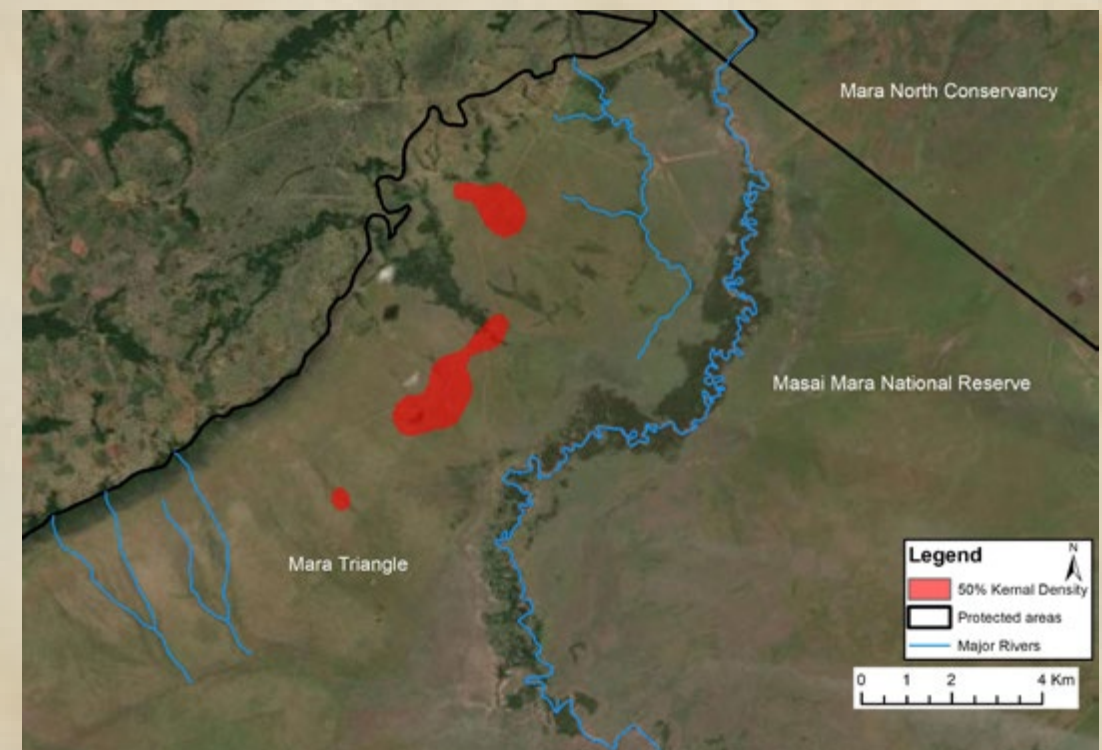 Mara North Conservancy
Masai Mara National Reserve
Mara Triangle
Legend
N
50% Kernal Density
Protected areas
Major Rivers
0 1 2 4 Km